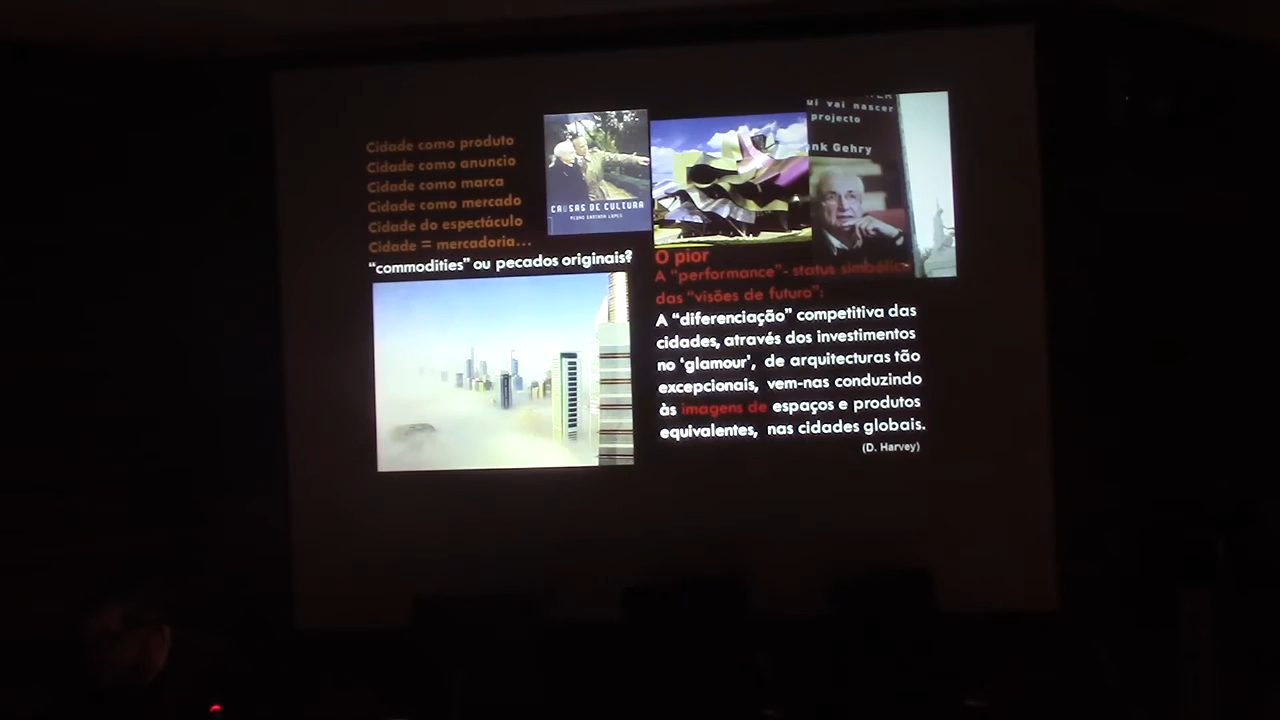 Cidade como produto
Cidade como anuncio
Cidade como marca
Cidade como mercado
Cidade do espectáculo
Cidade = mercadoria...
"commodities" ou pecados originais?
CAUSAS DE CULTURA
PEDRO SANTANA LOPES
ui vai nascer
projecto
nk Gehry
O pior
A "performance"- status simbólico
das "visões de futuro":
A "diferenciação" competitiva das
cidades, através dos investimentos
no 'glamour', de arquitecturas tão
excepcionais, vem-nas conduzindo
às imagens de espaços e produtos
equivalentes, nas cidades globais.
(D. Harvey)